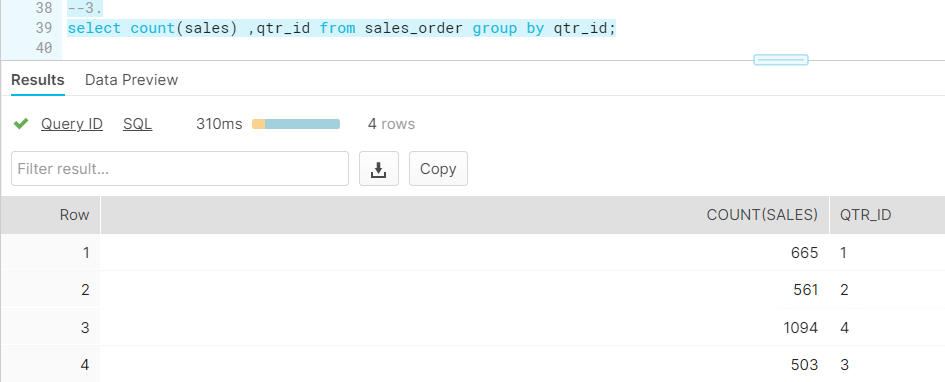 38 --3.
39 select count(sales) ,qtr_id from sales_order group by qtr_id;
40
Results Data Preview
Query ID SQL 310ms 4 rows
Filter result... Copy
Row COUNT(SALES) QTR_ID
1 665 1
2 561 2
3 1094 4
4 503 3